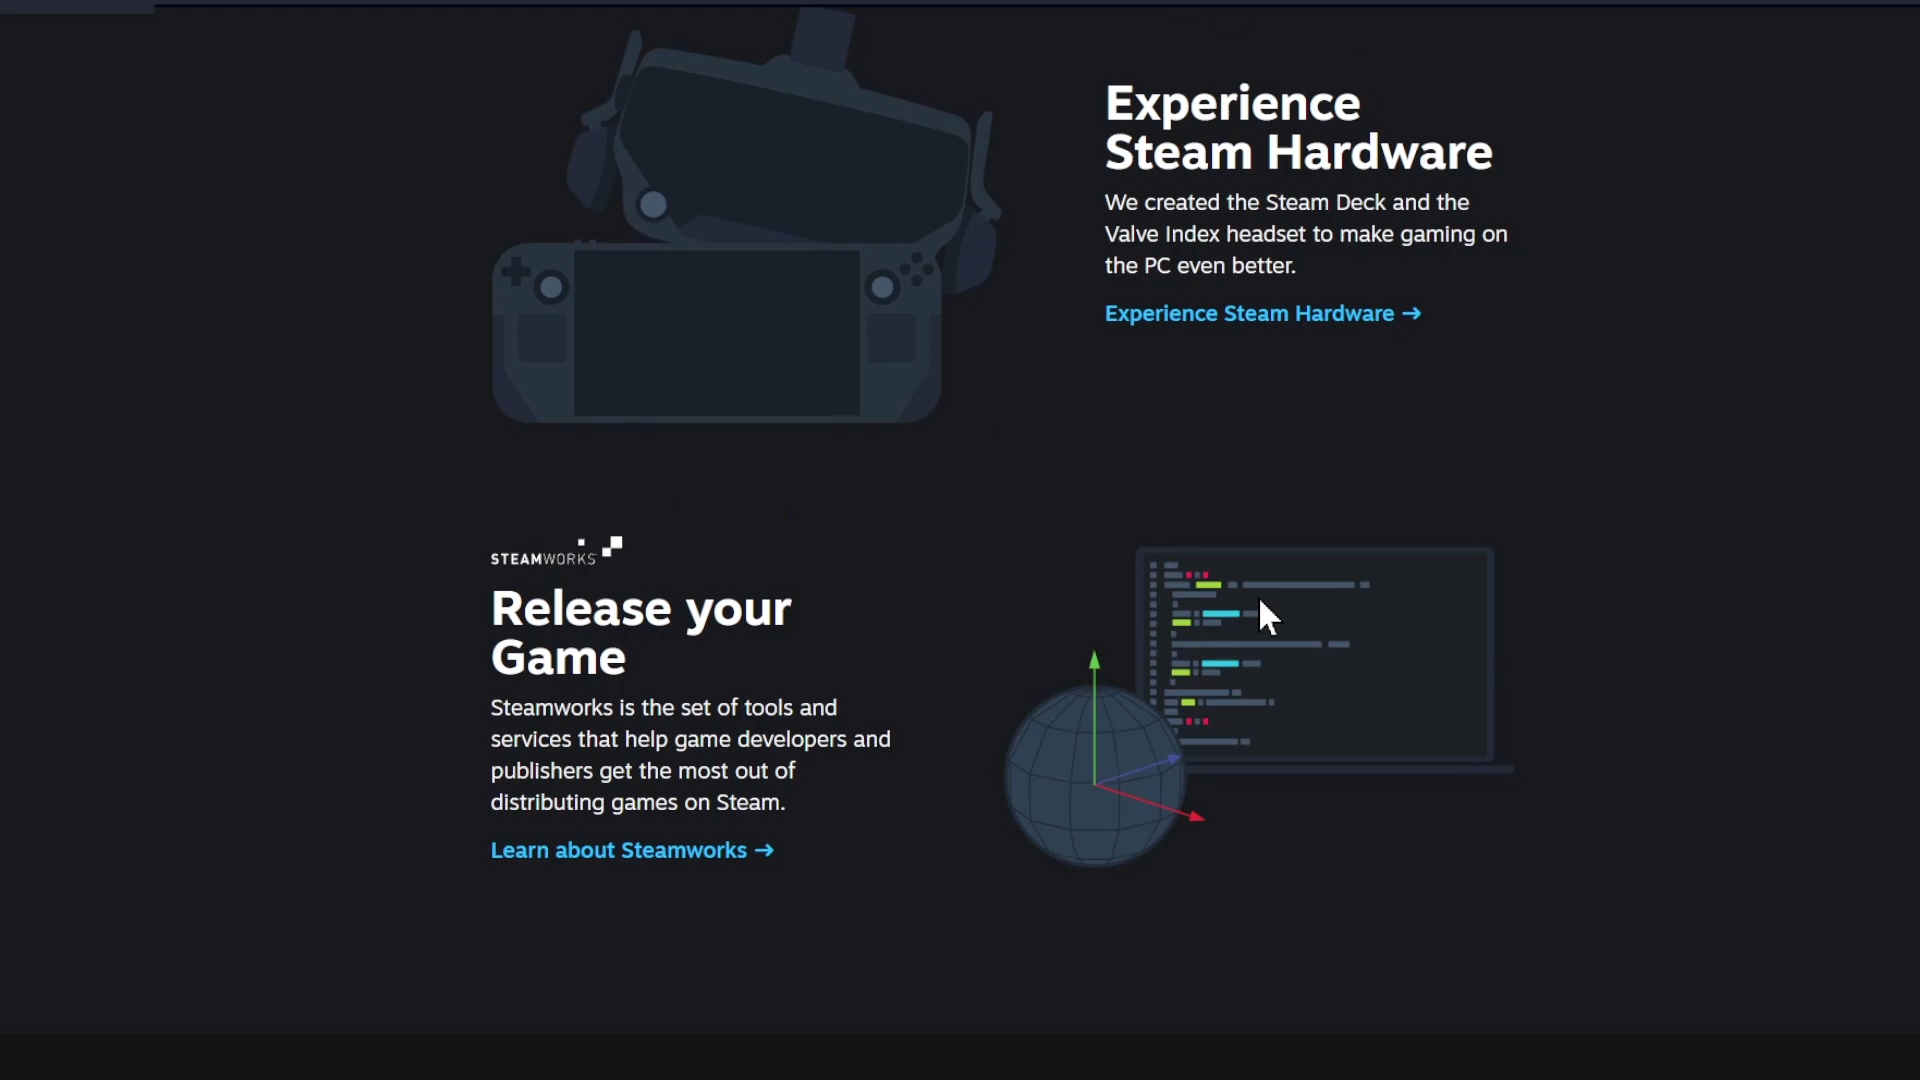 Experience
Steam Hardware
We created the Steam Deck and the
Valve Index headset to make gaming on
the PC even better.
Experience Steam Hardware →
STEAMWORKS
Release your
Game
Steamworks is the set of tools and
services that help game developers and
publishers get the most out of
distributing games on Steam.
Learn about Steamworks →